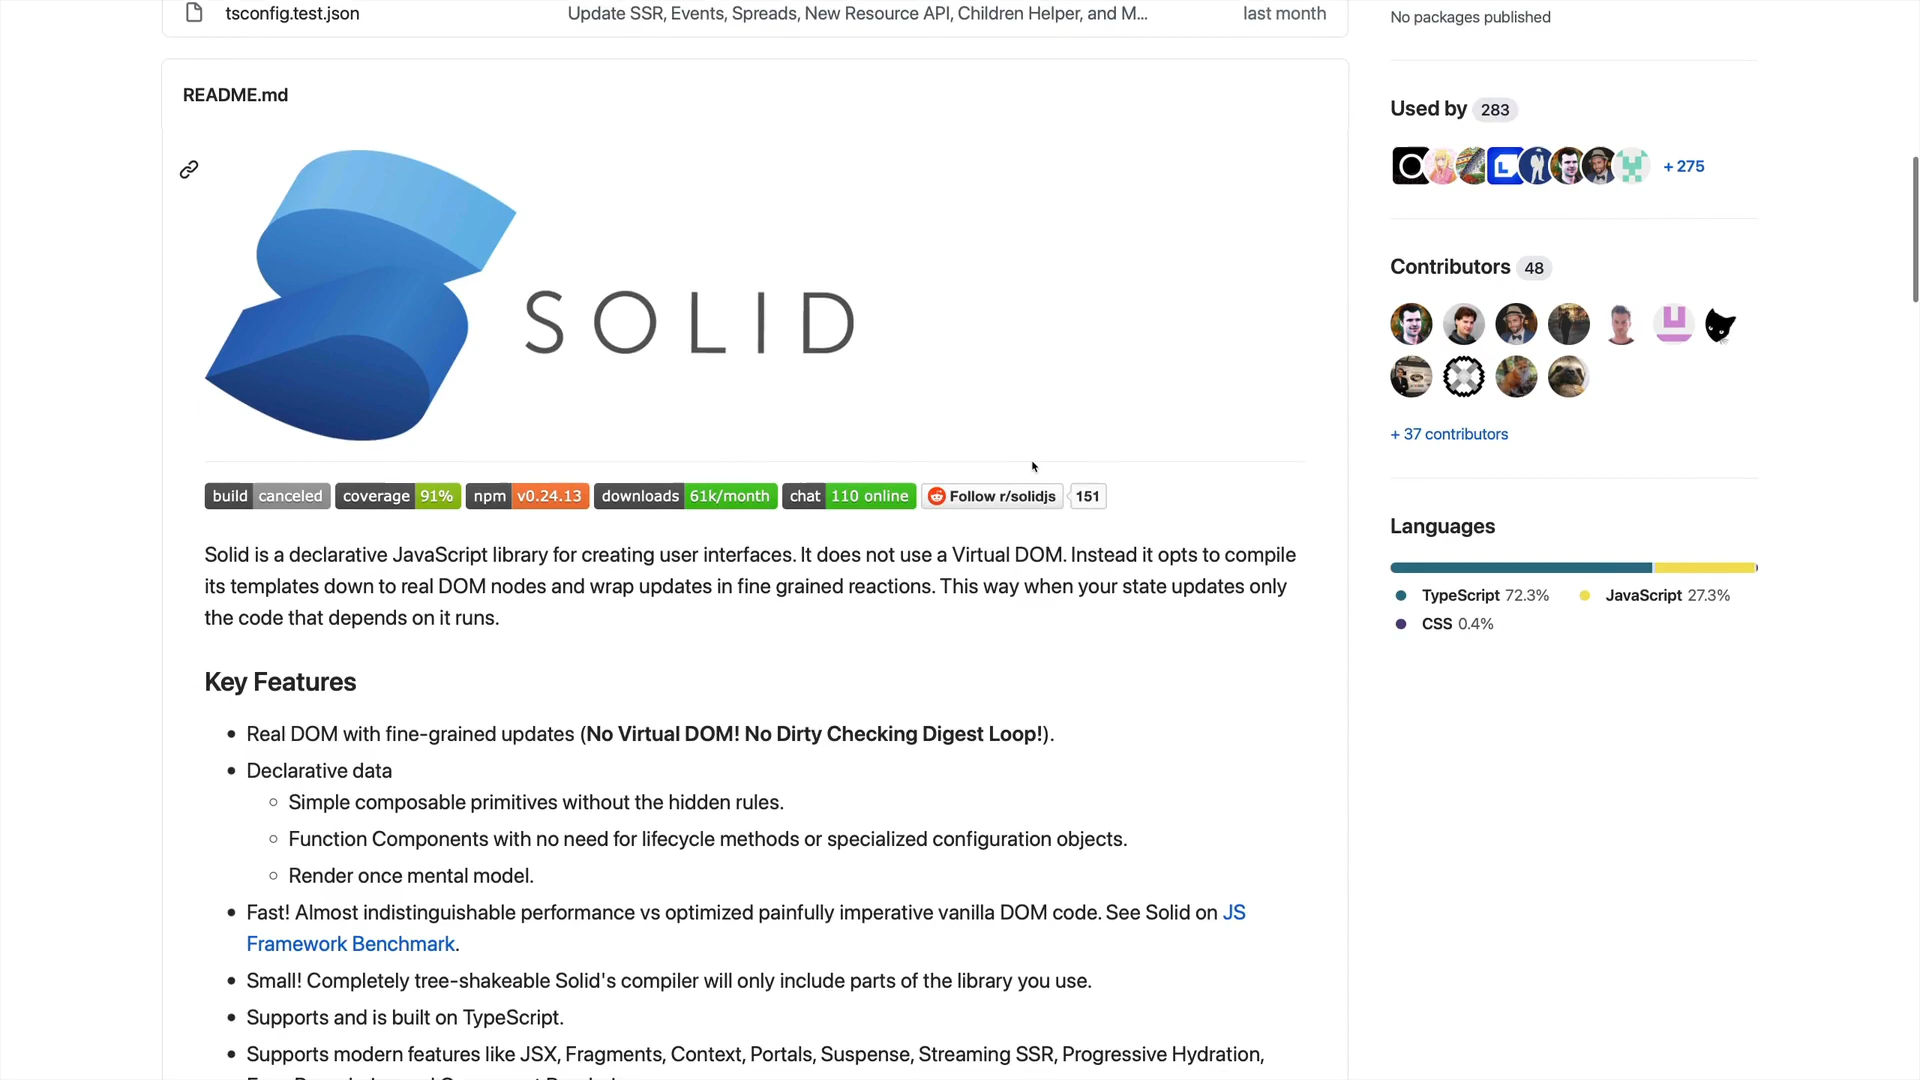 tsconfig.test.json Update SSR, Events, Spreads, New Resource API, Children Helper, and M... last month
README.md
SOLID
build canceled coverage 91% npm v0.24.13 downloads 61k/month chat 110 online Follow r/solidjs 151
Solid is a declarative JavaScript library for creating user interfaces. It does not use a Virtual DOM. Instead it opts to compile
its templates down to real DOM nodes and wrap updates in fine grained reactions. This way when your state updates only
the code that depends on it runs.
Key Features
• Real DOM with fine-grained updates (No Virtual DOM! No Dirty Checking Digest Loop!).
• Declarative data
◦ Simple composable primitives without the hidden rules.
◦ Function Components with no need for lifecycle methods or specialized configuration objects.
◦ Render once mental model.
• Fast! Almost indistinguishable performance vs optimized painfully imperative vanilla DOM code. See Solid on JS
Framework Benchmark.
• Small! Completely tree-shakeable Solid's compiler will only include parts of the library you use.
• Supports and is built on TypeScript.
• Supports modern features like JSX, Fragments, Context, Portals, Suspense, Streaming SSR, Progressive Hydration,
No packages published
Used by 283
+ 275
Contributors 48
+ 37 contributors
Languages
TypeScript 72.3% JavaScript 27.3%
CSS 0.4%